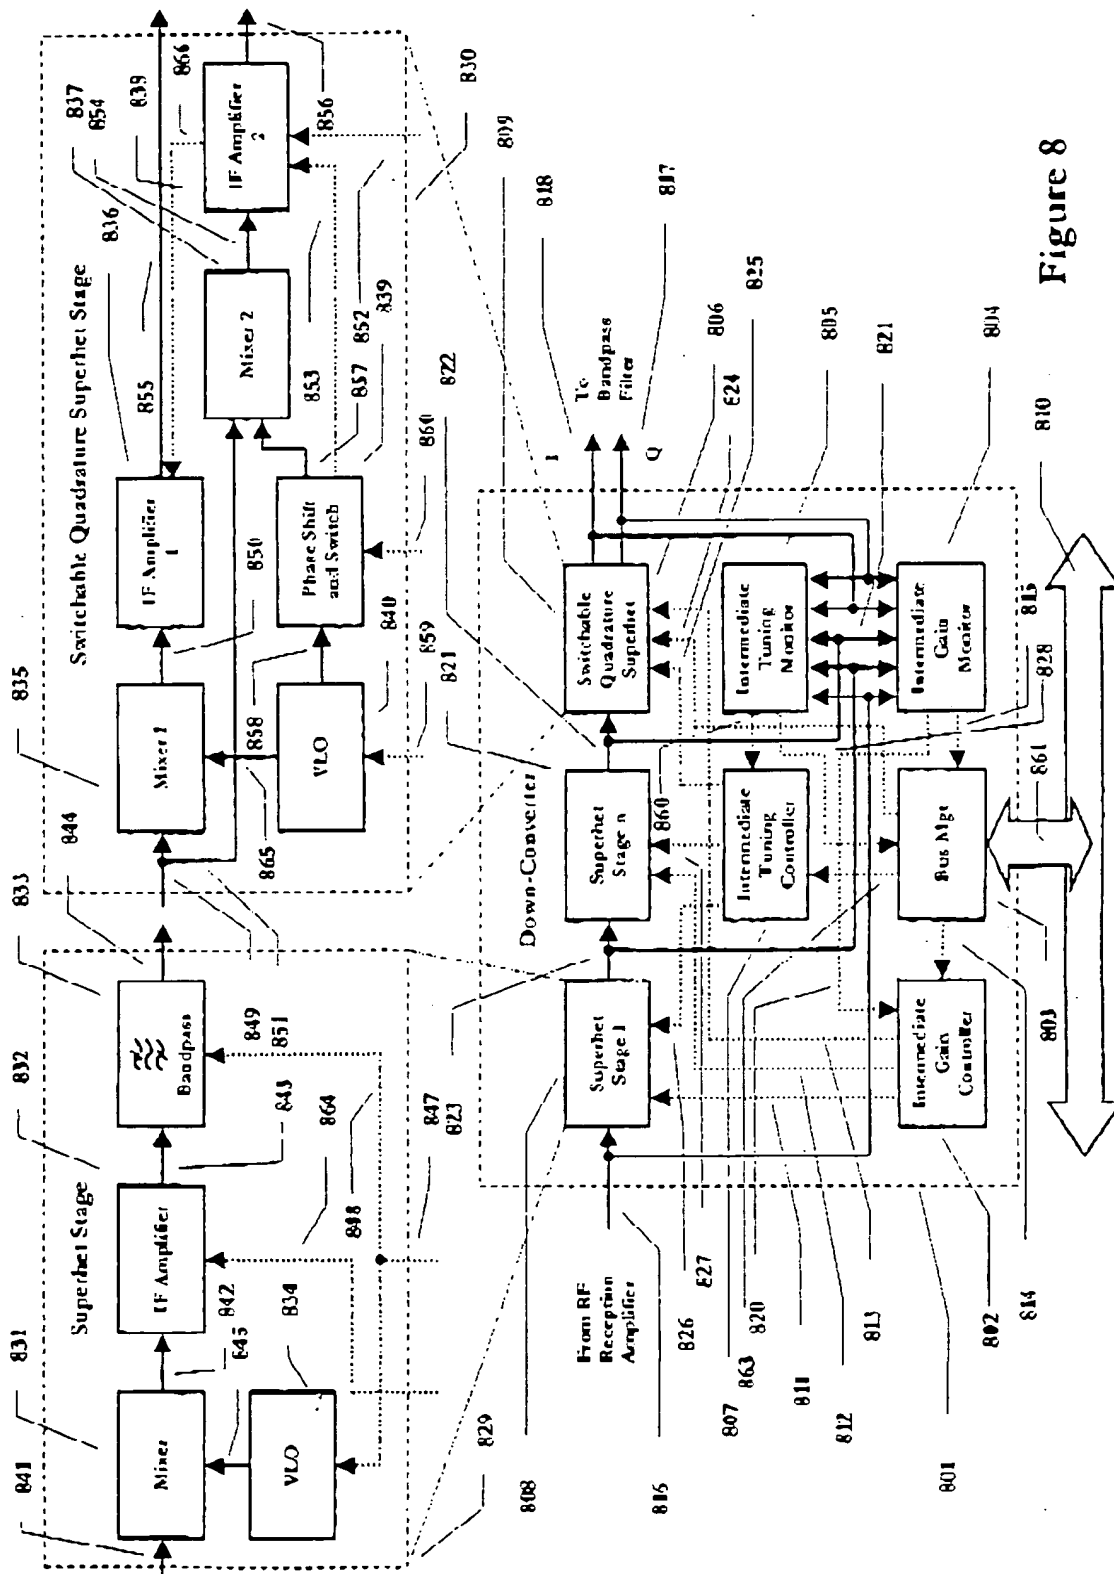 831
832
833
844
835
836
837
854
839
866
841
Superhet Stage
Switchable Quadrature Superhet Stage
Mixer
IF Amplifier
Bandpass
Mixer 1
IF Amplifier
1
Mixer 2
IF Amplifier
2
VLO
VLO
Phase Shift
and Switch
842
845
834
843
864
848
849
851
865
858
850
840
855
853
857
852
839
856
830
829
808
847
823
821
859
860
822
809
Down-Converter
From RF
Reception
Amplifier
816
Superhet
Stage 1
Superhet
Stage n
Switchable
Quadrature
Superhet
I
Q
To
Bandpass
Filter
818
817
826
827
860
Intermediate
Tuning
Controller
Intermediate
Tuning
Monitor
806
824
825
805
821
804
810
Intermediate
Gain
Controller
Bus Mgt
Intermediate
Gain
Monitor
807
863
820
811
812
813
801
802
814
803
861
828
815
Figure 8